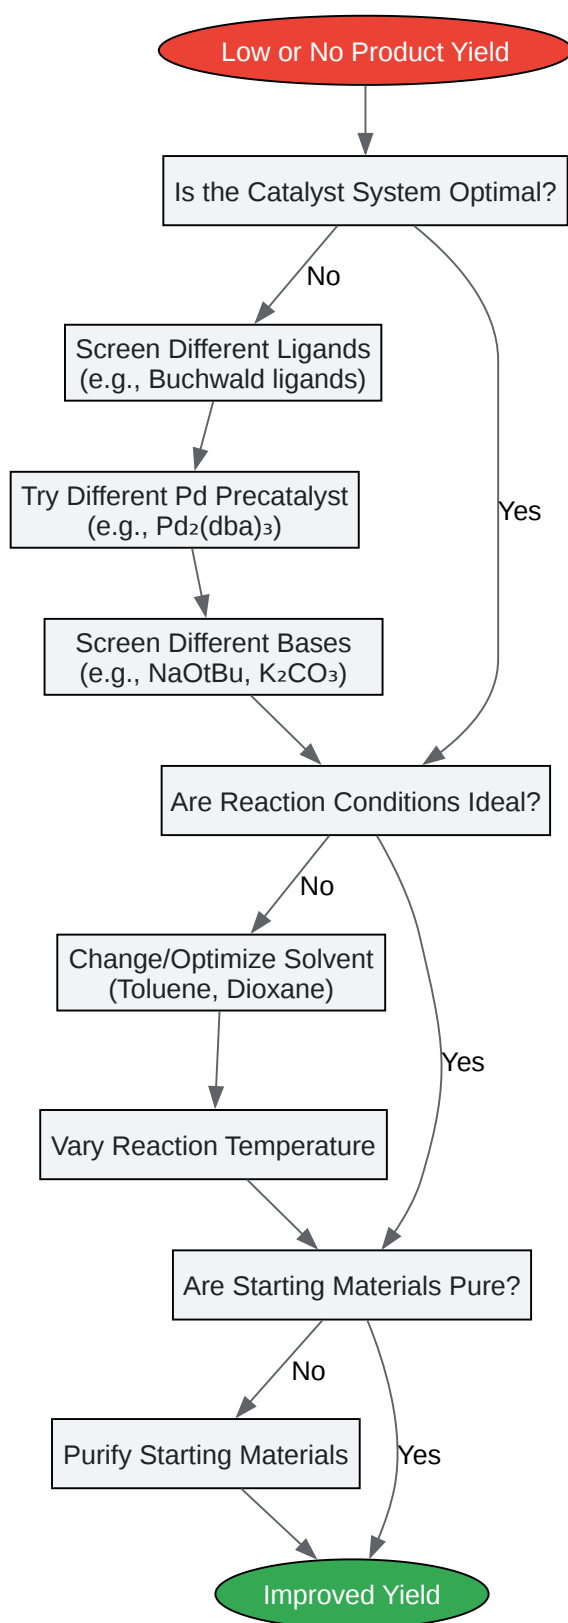 Low or No Product Yield
Is the Catalyst System Optimal?
No
Screen Different Ligands
(e.g., Buchwald ligands)
Try Different Pd Precatalyst
(e.g., Pd₂(dba)₃)
Yes
Screen Different Bases
(e.g., NaOtBu, K₂CO₃)
Are Reaction Conditions Ideal?
No
Change/Optimize Solvent
(Toluene, Dioxane)
Yes
Vary Reaction Temperature
Are Starting Materials Pure?
No
Purify Starting Materials
Yes
Improved Yield